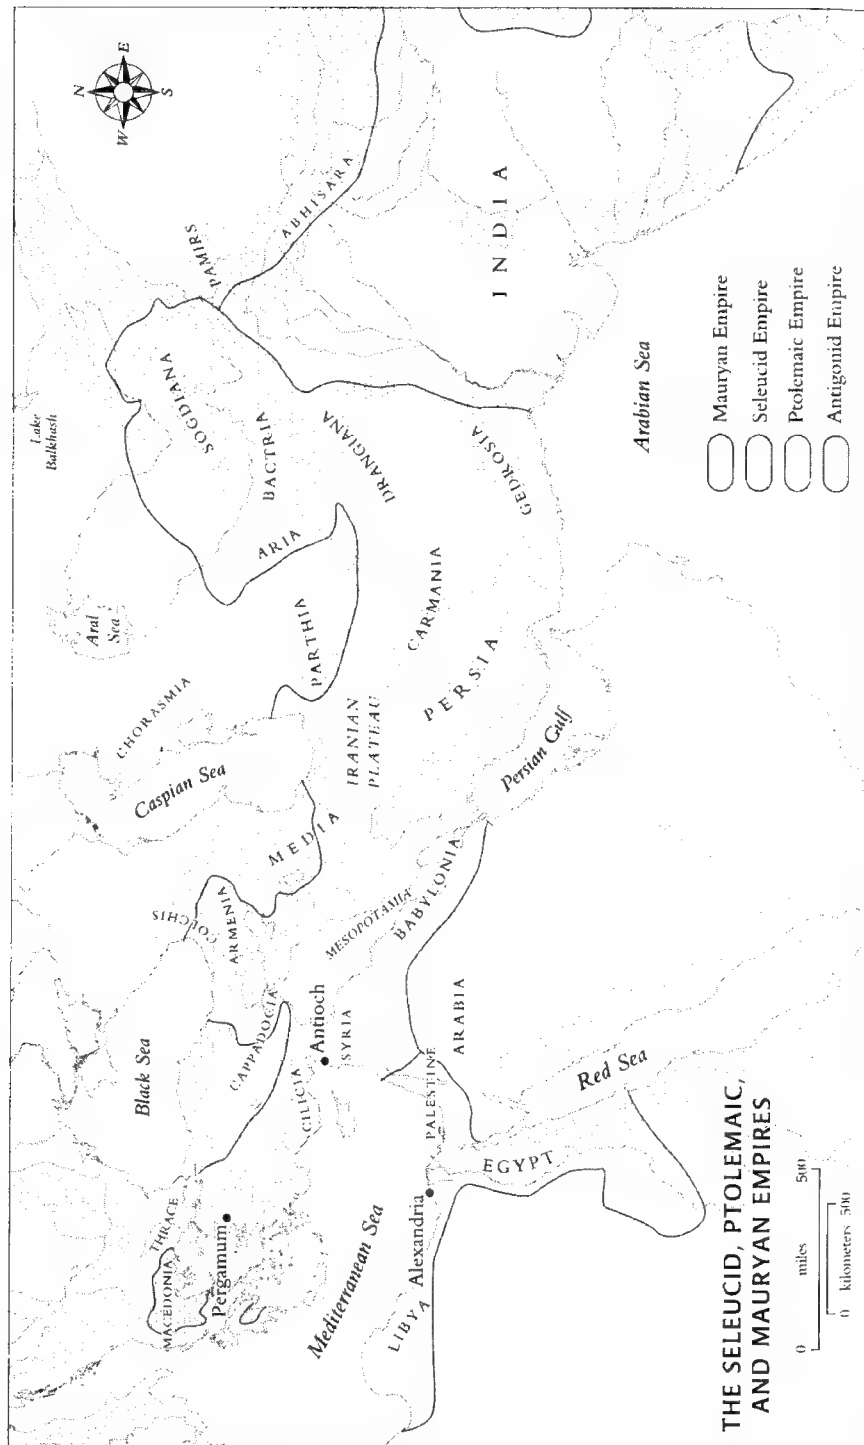 N
W
E
S
Lake
Balkhash
Aral
Sea
PAMIRS
ABHISARA
SOGDIANA
BACTRIA
ARIA
DRANGIANA
INDIA
CHORASMIA
PARTHIA
GEDROSIA
CARMANIA
Caspian Sea
IRANIAN
PLATEAU
PERSIA
Persian Gulf
Arabian Sea
COLCHIS
ARMENIA
MEDIA
MESOPOTAMIA
BABYLONIA
Black Sea
CAPPADOCIA
CILICIA
Antioch
SYRIA
PALESTINE
ARABIA
Red Sea
THRACE
MACEDONIA
Pergamum
Mediterranean Sea
Alexandria
EGYPT
LIBYA
Mauryan Empire
Seleucid Empire
Ptolemaic Empire
Antigonid Empire
THE SELEUCID, PTOLEMAIC,
AND MAURYAN EMPIRES
0 miles 500
0 kilometers 500